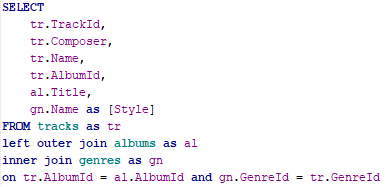 SELECT
tr.TrackId,
tr.Composer,
tr.Name,
tr.AlbumId,
al.Title,
gn.Name as [Style]
FROM tracks as tr
left outer join albums as al
inner join genres as gn
on tr.AlbumId = al.AlbumId and gn.GenreId = tr.GenreId